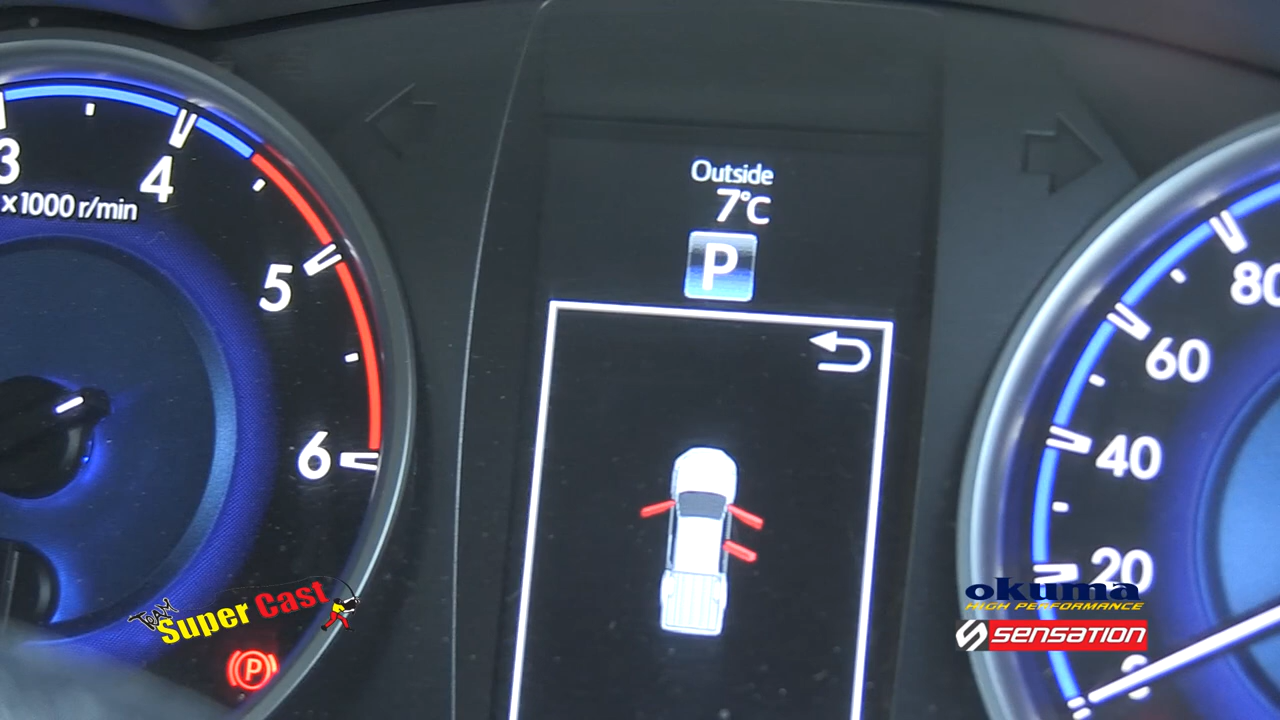 3
4
x1000 r/min
5
6
Outside
7°C
P
80
60
40
20
0
TEAM
Super Cast
P
okuma
HIGH PERFORMANCE
S SENSATION